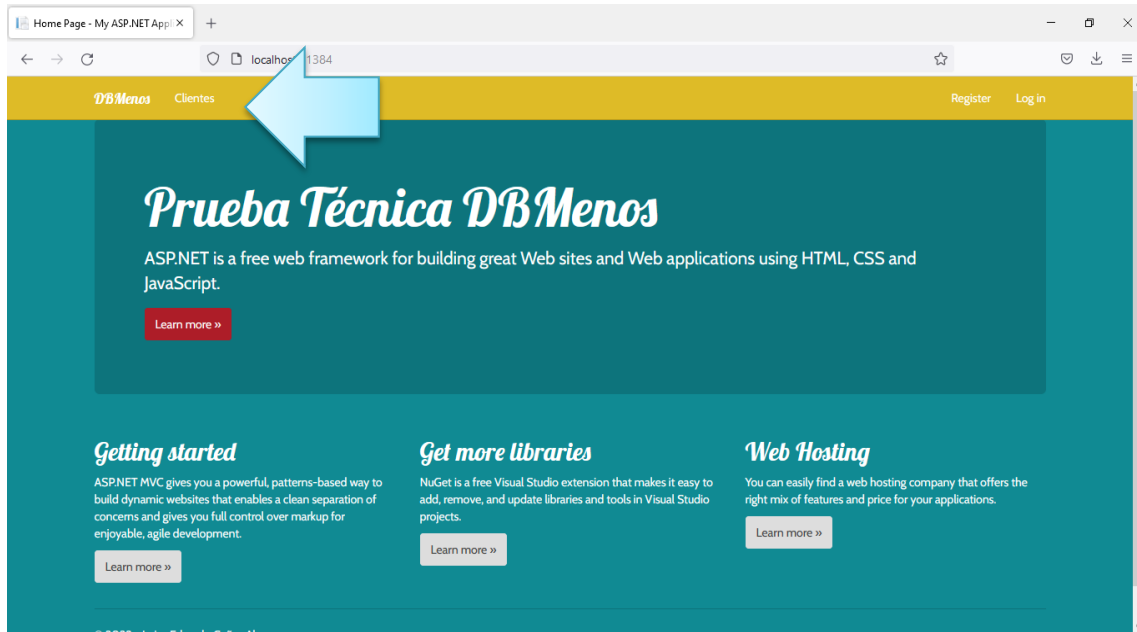 Home Page - My ASP.NET Appl
localhos 1384
DBMenos Clientes Register Log in
Prueba Técnica DBMenos
ASP.NET is a free web framework for building great Web sites and Web applications using HTML, CSS and
JavaScript.
Learn more »
Getting started
ASP.NET MVC gives you a powerful, patterns-based way to
build dynamic websites that enables a clean separation of
concerns and gives you full control over markup for
enjoyable, agile development.
Learn more »
Get more libraries
NuGet is a free Visual Studio extension that makes it easy to
add, remove, and update libraries and tools in Visual Studio
projects.
Learn more »
Web Hosting
You can easily find a web hosting company that offers the
right mix of features and price for your applications.
Learn more »